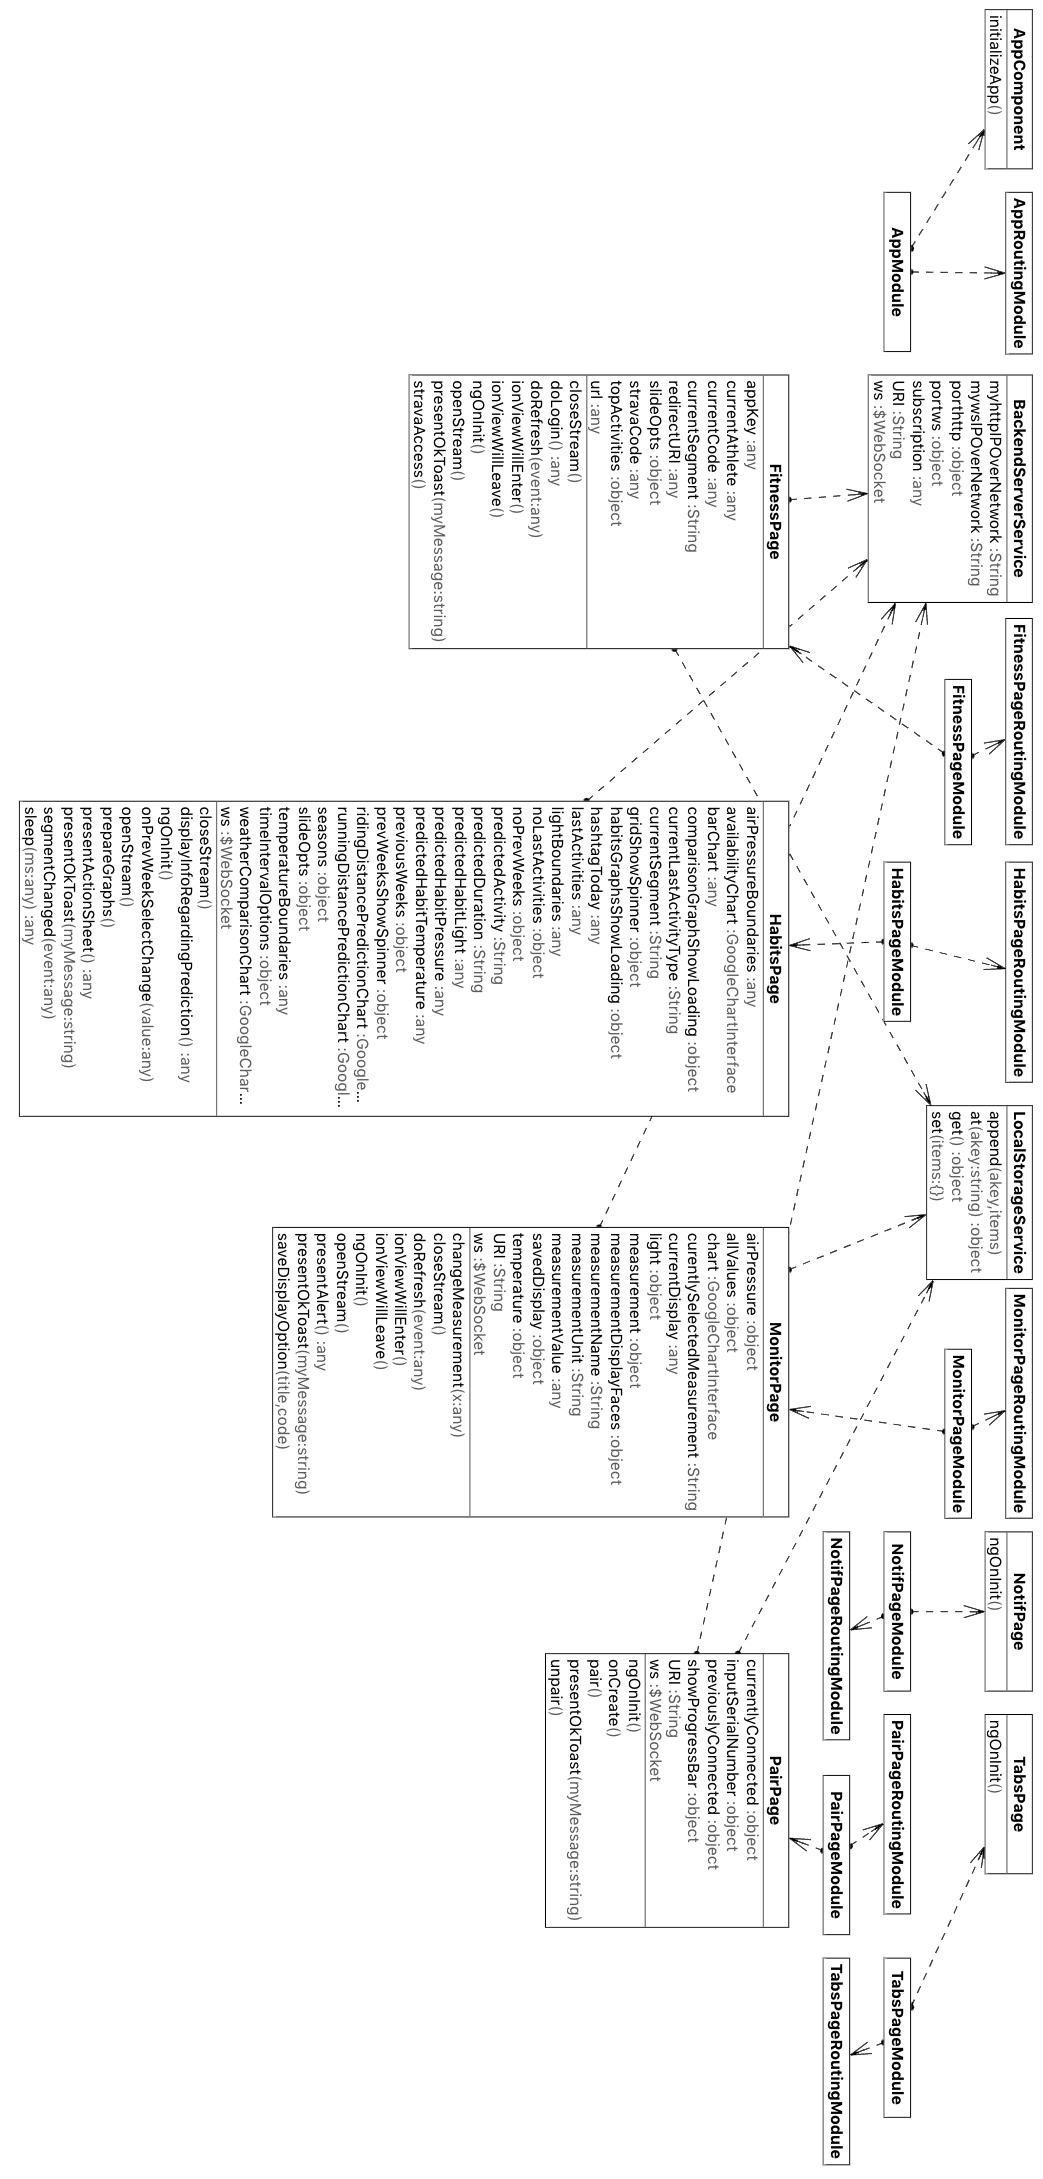 AppComponent
initializeApp()
AppRoutingModule
AppModule
BackendServerService
myhttpIPOverNetwork :String
mywsIPOverNetwork :String
porthttp :object
portws :object
subscription :any
URI :String
ws :$WebSocket
FitnessPageRoutingModule
FitnessPageModule
HabitsPageRoutingModule
HabitsPageModule
LocalStorageService
append(akey,items)
at(akey:string) :object
get() :object
set(items:{})
MonitorPageRoutingModule
MonitorPageModule
NotifPage
ngOnInit()
NotifPageModule
NotifPageRoutingModule
TabsPage
ngOnInit()
PairPageRoutingModule
PairPageModule
TabsPageModule
TabsPageRoutingModule
FitnessPage
appKey :any
currentAthlete :any
currentCode :any
currentSegment :String
redirectURI :any
slideOpts :object
stravaCode :any
topActivities :object
url :any
closeStream()
doLogin() :any
doRefresh(event:any)
ionViewWillEnter()
ionViewWillLeave()
ngOnInit()
openStream()
presentOkToast(myMessage:string)
stravaAccess()
HabitsPage
airPressureBoundaries :any
availabilityChart :GoogleChartInterface
barChart :any
comparisonGraphShowLoading :object
currentLastActivityType :String
currentSegment :String
gridShowSpinner :object
habitsGraphsShowLoading :object
hashtagToday :any
lastActivities :any
lightBoundaries :any
noLastActivities :object
noPrevWeeks :object
predictedActivity :String
predictedDuration :String
predictedHabitLight :any
predictedHabitPressure :any
predictedHabitTemperature :any
previousWeeks :object
prevWeeksShowSpinner :object
ridingDistancePredictionChart :Google...
runningDistancePredictionChart :Googl...
seasons :object
slideOpts :object
temperatureBoundaries :any
timeIntervalOptions :object
weatherComparisonChart :GoogleChar...
ws :$WebSocket
closeStream()
displayInfoRegardingPrediction() :any
ngOnInit()
onPrevWeekSelectChange(value:any)
openStream()
prepareGraphs()
presentActionSheet() :any
presentOkToast(myMessage:string)
segmentChanged(event:any)
sleep(ms:any) :any
MonitorPage
airPressure :object
allValues :object
chart :GoogleChartInterface
currentlySelectedMeasurement :String
currentDisplay :any
light :object
measurement :object
measurementDisplayFaces :object
measurementName :String
measurementUnit :String
measurementValue :any
savedDisplay :object
temperature :object
URI :String
ws :$WebSocket
changeMeasurement(x:any)
closeStream()
doRefresh(event:any)
ionViewWillEnter()
ionViewWillLeave()
ngOnInit()
openStream()
presentAlert() :any
presentOkToast(myMessage:string)
saveDisplayOption(title,code)
PairPage
currentlyConnected :object
inputSerialNumber :object
previouslyConnected :object
showProgressBar :object
URI :String
ws :$WebSocket
ngOnInit()
onCreate()
pair()
presentOkToast(myMessage:string)
unpair()